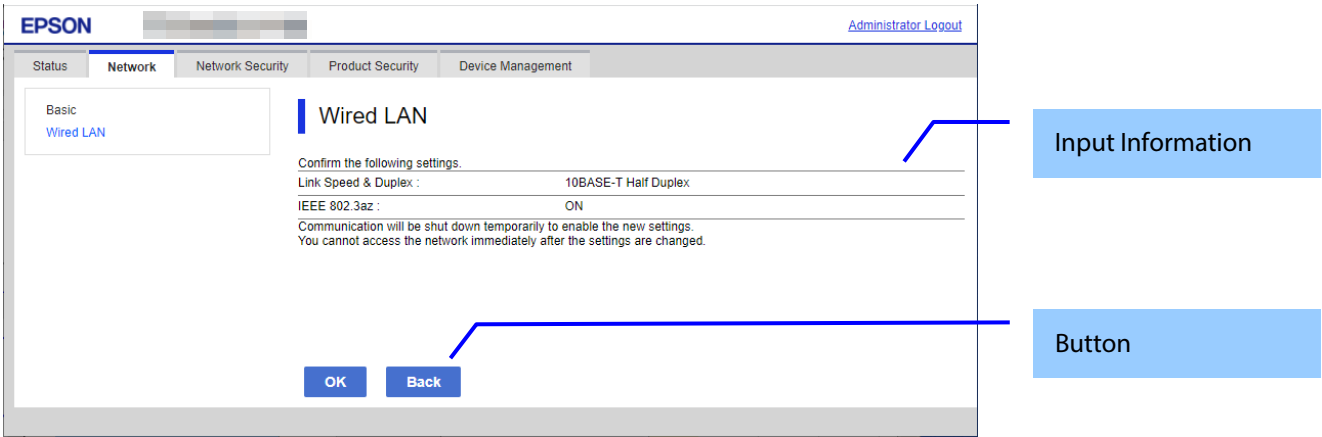 EPSON
Administrator Logout
Status Network Network Security Product Security Device Management
Basic
Wired LAN
Wired LAN
Confirm the following settings.
Link Speed & Duplex : 10BASE-T Half Duplex
IEEE 802.3az : ON
Communication will be shut down temporarily to enable the new settings.
You cannot access the network immediately after the settings are changed.
OK Back
Input Information
Button